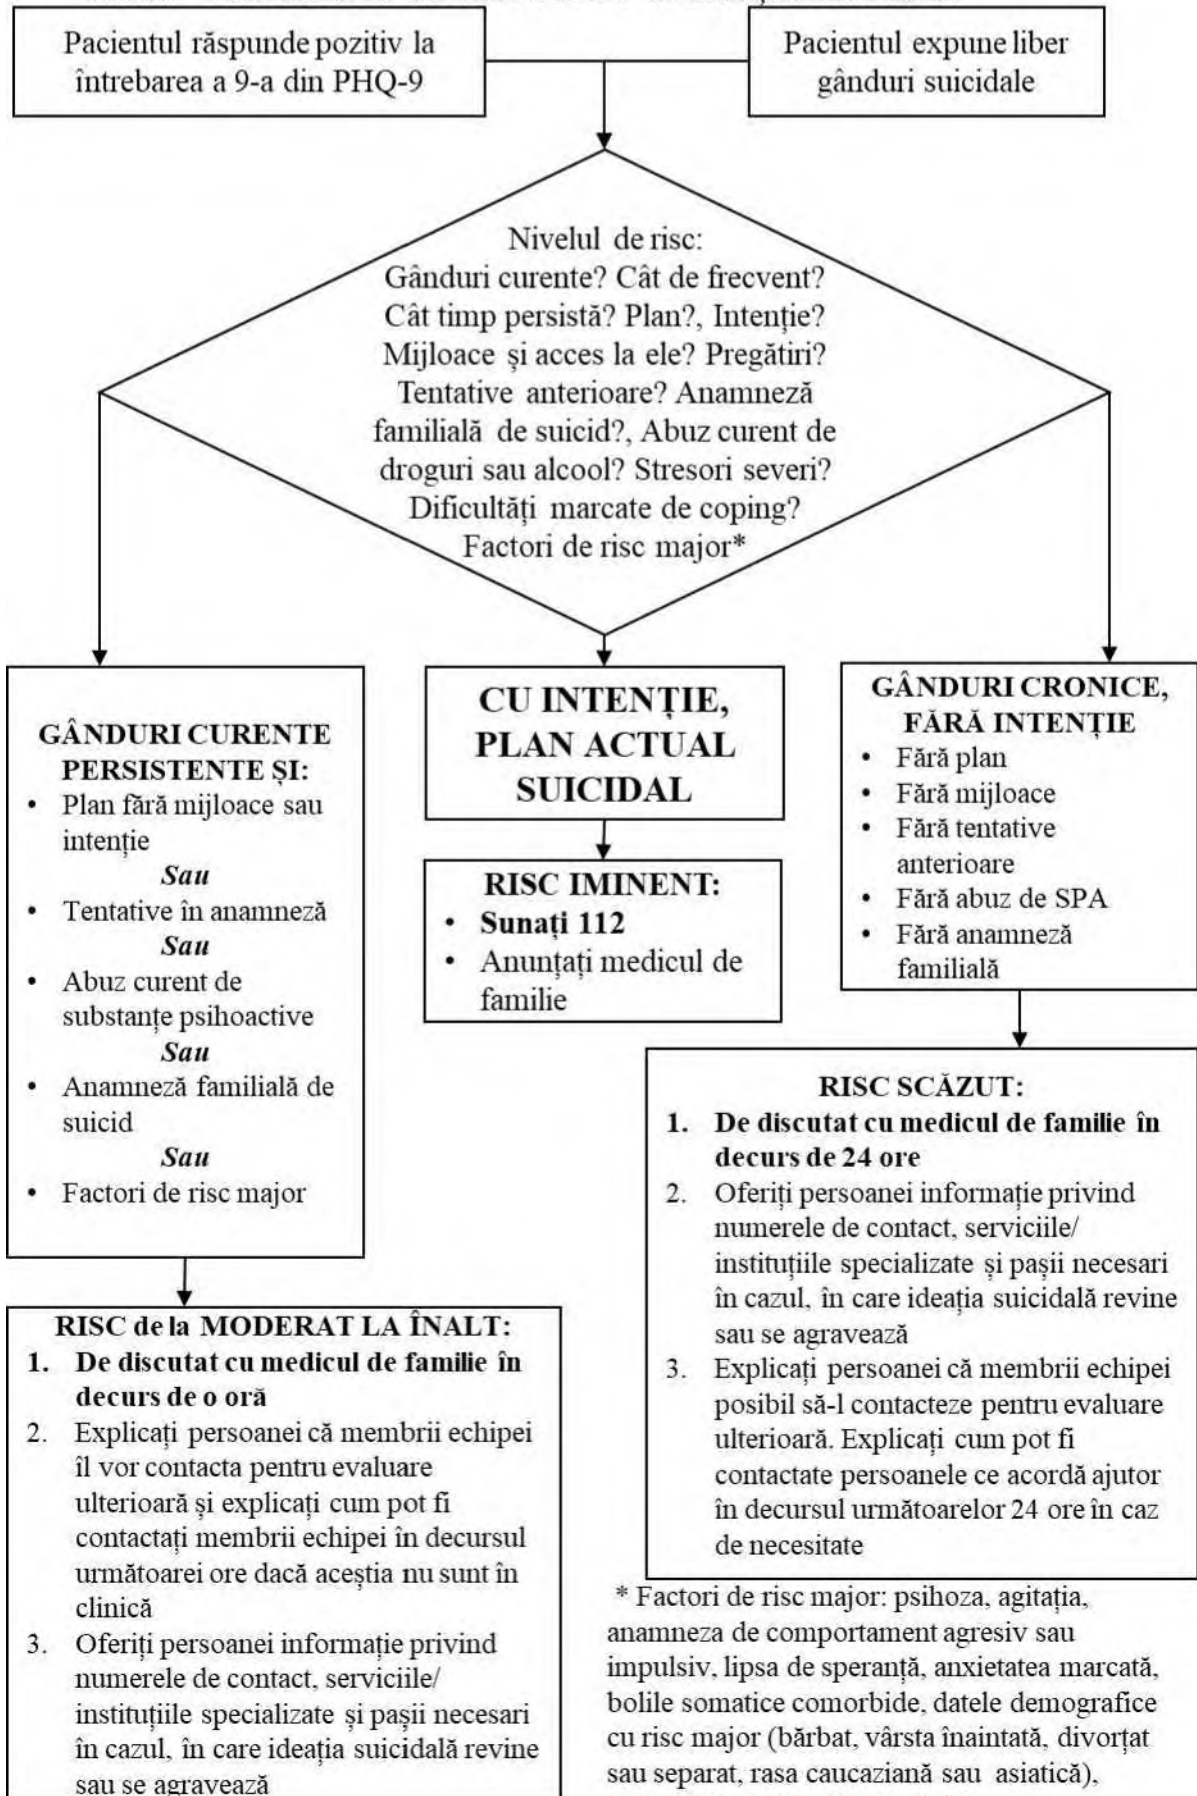 Pacientul răspunde pozitiv la
întrebarea a 9-a din PHQ-9
Pacientul expune liber
gânduri suicidale
Nivelul de risc:
Gânduri curente? Cât de frecvent?
Cât timp persistă? Plan?, Intenție?
Mijloace și acces la ele? Pregătiri?
Tentative anterioare? Anamneză
familială de suicid?, Abuz curent de
droguri sau alcool? Stresori severi?
Dificultăți marcate de coping?
Factori de risc major*
GÂNDURI CURENTE
PERSISTENTE ȘI:
• Plan fără mijloace sau
intenție
Sau
• Tentative în anamneză
Sau
• Abuz curent de
substanțe psihoactive
Sau
• Anamneză familială de
suicid
Sau
• Factori de risc major
CU INTENȚIE,
PLAN ACTUAL
SUICIDAL
RISC IMINENT:
• Sunați 112
• Anunțați medicul de
familie
GÂNDURI CRONICE,
FĂRĂ INTENȚIE
• Fără plan
• Fără mijloace
• Fără tentative
anterioare
• Fără abuz de SPA
• Fără anamneză
familială
RISC de la MODERAT LA ÎNALT:
1. De discutat cu medicul de familie în
decurs de o oră
2. Explicați persoanei că membrii echipei
îl vor contacta pentru evaluare
ulterioară și explicați cum pot fi
contactați membrii echipei în decursul
următoarei ore dacă aceștia nu sunt în
clinică
3. Oferiți persoanei informație privind
numerele de contact, serviciile/
instituțiile specializate și pașii necesari
în cazul, în care ideația suicidală revine
sau se agravează
RISC SCĂZUT:
1. De discutat cu medicul de familie în
decurs de 24 ore
2. Oferiți persoanei informație privind
numerele de contact, serviciile/
instituțiile specializate și pașii necesari
în cazul, în care ideația suicidală revine
sau se agravează
3. Explicați persoanei că membrii echipei
posibil să-l contacteze pentru evaluare
ulterioară. Explicați cum pot fi
contactate persoanele ce acordă ajutor
în decursul următoarelor 24 ore în caz
de necesitate
* Factori de risc major: psihoza, agitația,
anamneza de comportament agresiv sau
impulsiv, lipsa de speranță, anxietatea marcată,
bolile somatice comorbide, datele demografice
cu risc major (bărbat, vârsta înaintată, divorțat
sau separat, rasa caucaziană sau asiatică),